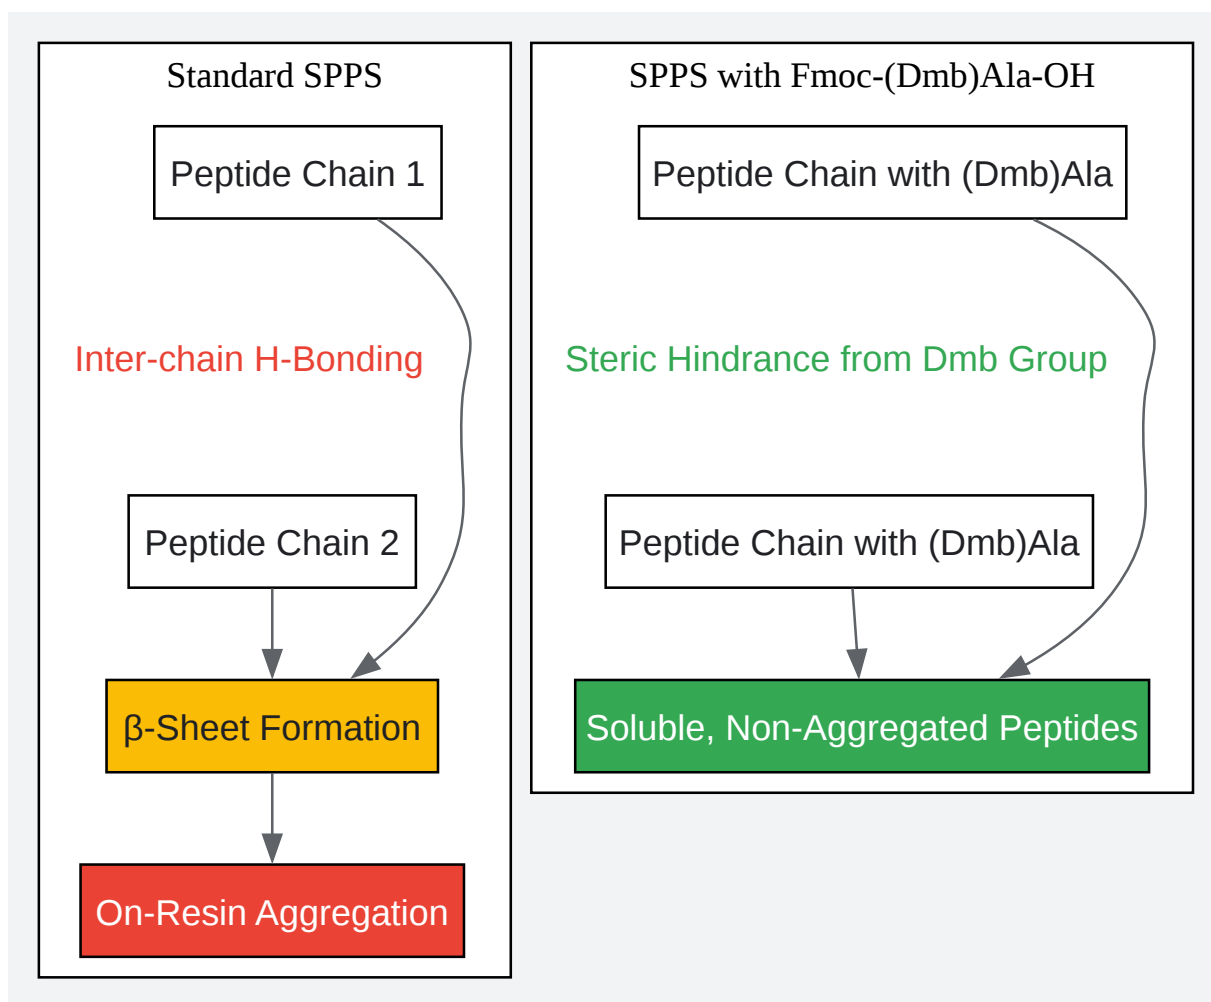 Standard SPPS
Peptide Chain 1
Inter-chain H-Bonding
Peptide Chain 2
β-Sheet Formation
On-Resin Aggregation
SPPS with Fmoc-(Dmb)Ala-OH
Peptide Chain with (Dmb)Ala
Steric Hindrance from Dmb Group
Peptide Chain with (Dmb)Ala
Soluble, Non-Aggregated Peptides